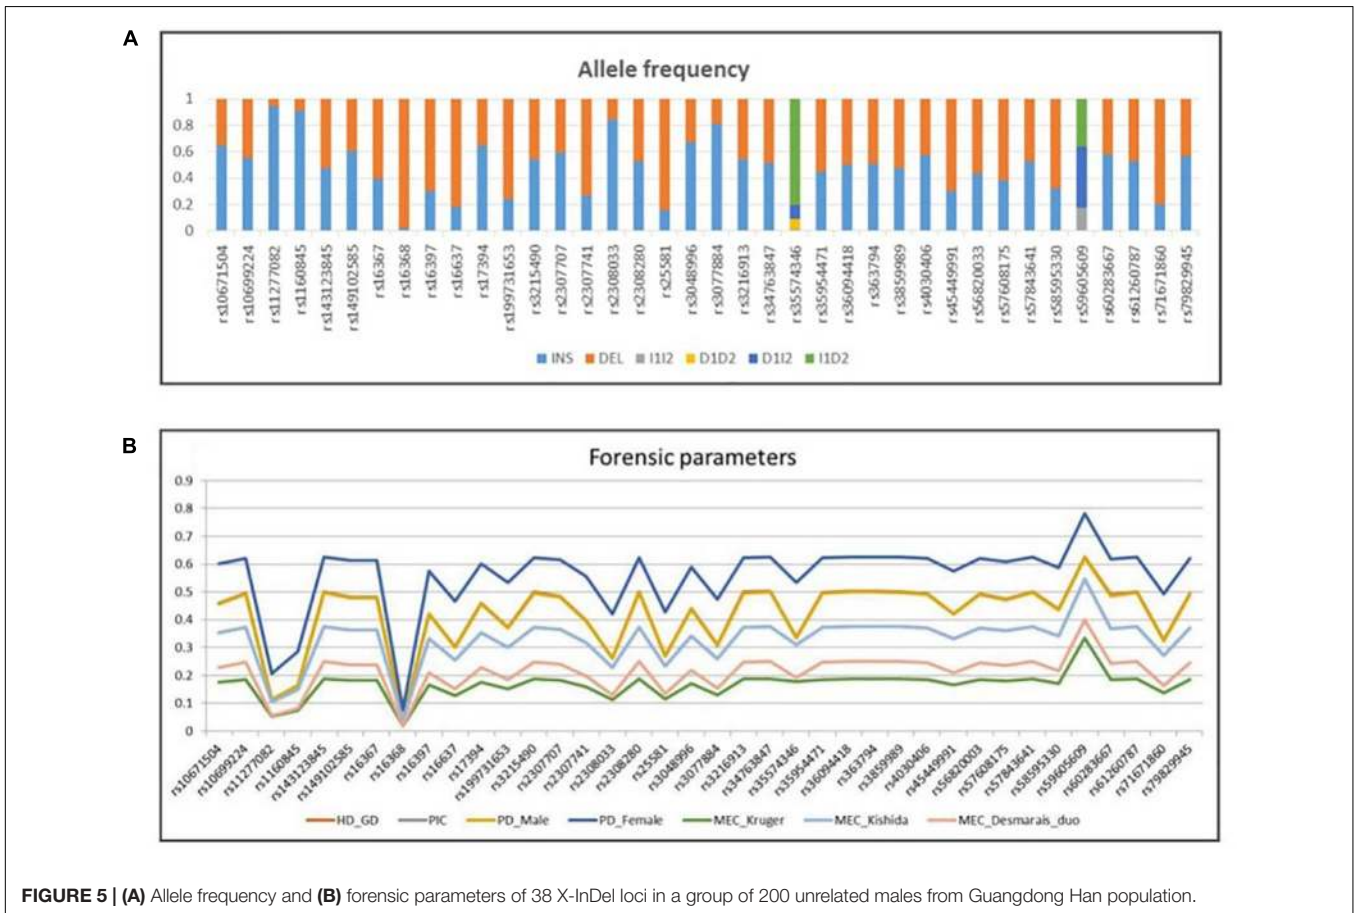 A
Allele frequency
1
0.8
0.6
0.4
0.2
0
rs10671504
rs10699224
rs11277082
rs1160845
rs143123845
rs149102585
rs16367
rs16368
rs16397
rs16637
rs17394
rs199731653
rs3215490
rs2307707
rs2307741
rs2308033
rs2308280
rs25581
rs3048996
rs3077884
rs3216913
rs34763847
rs35574346
rs35954471
rs36094418
rs363794
rs3859989
rs4030406
rs45449991
rs56820033
rs57608175
rs57843641
rs58595330
rs59605609
rs60283667
rs61260787
rs71671860
rs79829945
INS DEL I1I2 D1D2 D1I2 I1D2
B
Forensic parameters
0.9
0.8
0.7
0.6
0.5
0.4
0.3
0.2
0.1
0
rs10671504
rs10699224
rs11277082
rs1160845
rs143123845
rs149102585
rs16367
rs16368
rs16397
rs16637
rs17394
rs199731653
rs3215490
rs2307707
rs2307741
rs2308033
rs2308280
rs25581
rs3048996
rs3077884
rs3216913
rs34763847
rs35574346
rs35954471
rs36094418
rs363794
rs3859989
rs4030406
rs45449991
rs56820003
rs57608175
rs57843641
rs58595330
rs59605609
rs60283667
rs61260787
rs71671860
rs79829945
HD_GD PIC PD_Male PD_Female MEC_Kruger MEC_Kishida MEC_Desmarais_duo
FIGURE 5 | (A) Allele frequency and (B) forensic parameters of 38 X-InDel loci in a group of 200 unrelated males from Guangdong Han population.